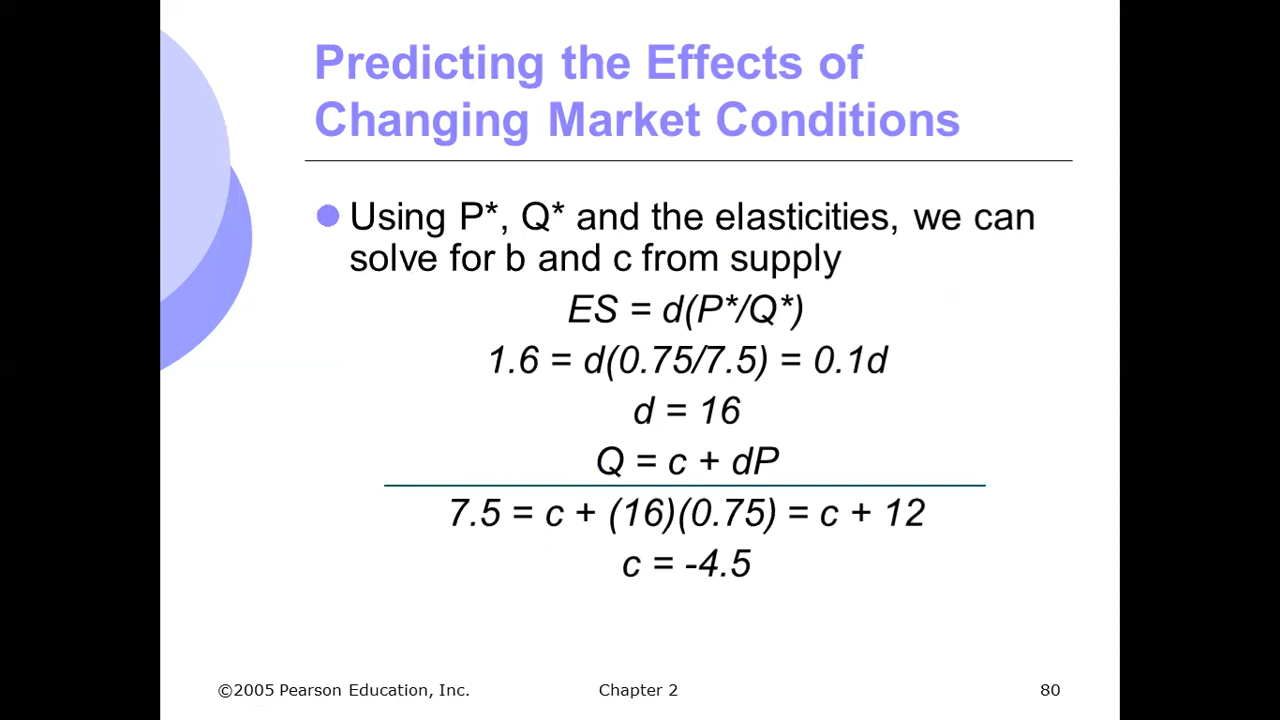 Predicting the Effects of
Changing Market Conditions
Using P*, Q* and the elasticities, we can
solve for b and c from supply
ES = d(P*/Q*)
1.6 = d(0.75/7.5) = 0.1d
d = 16
Q = c + dP
7.5 = c + (16)(0.75) = c + 12
c = -4.5
©2005 Pearson Education, Inc. Chapter 2 80